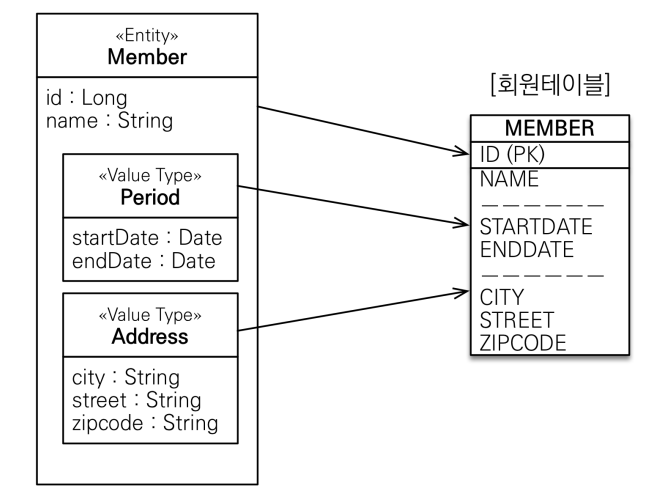 «Entity»
Member
id : Long
name : String
«Value Type»
Period
startDate : Date
endDate : Date
«Value Type»
Address
city : String
street : String
zipcode : String
[회원테이블]
MEMBER
ID (PK)
NAME
STARTDATE
ENDDATE
CITY
STREET
ZIPCODE